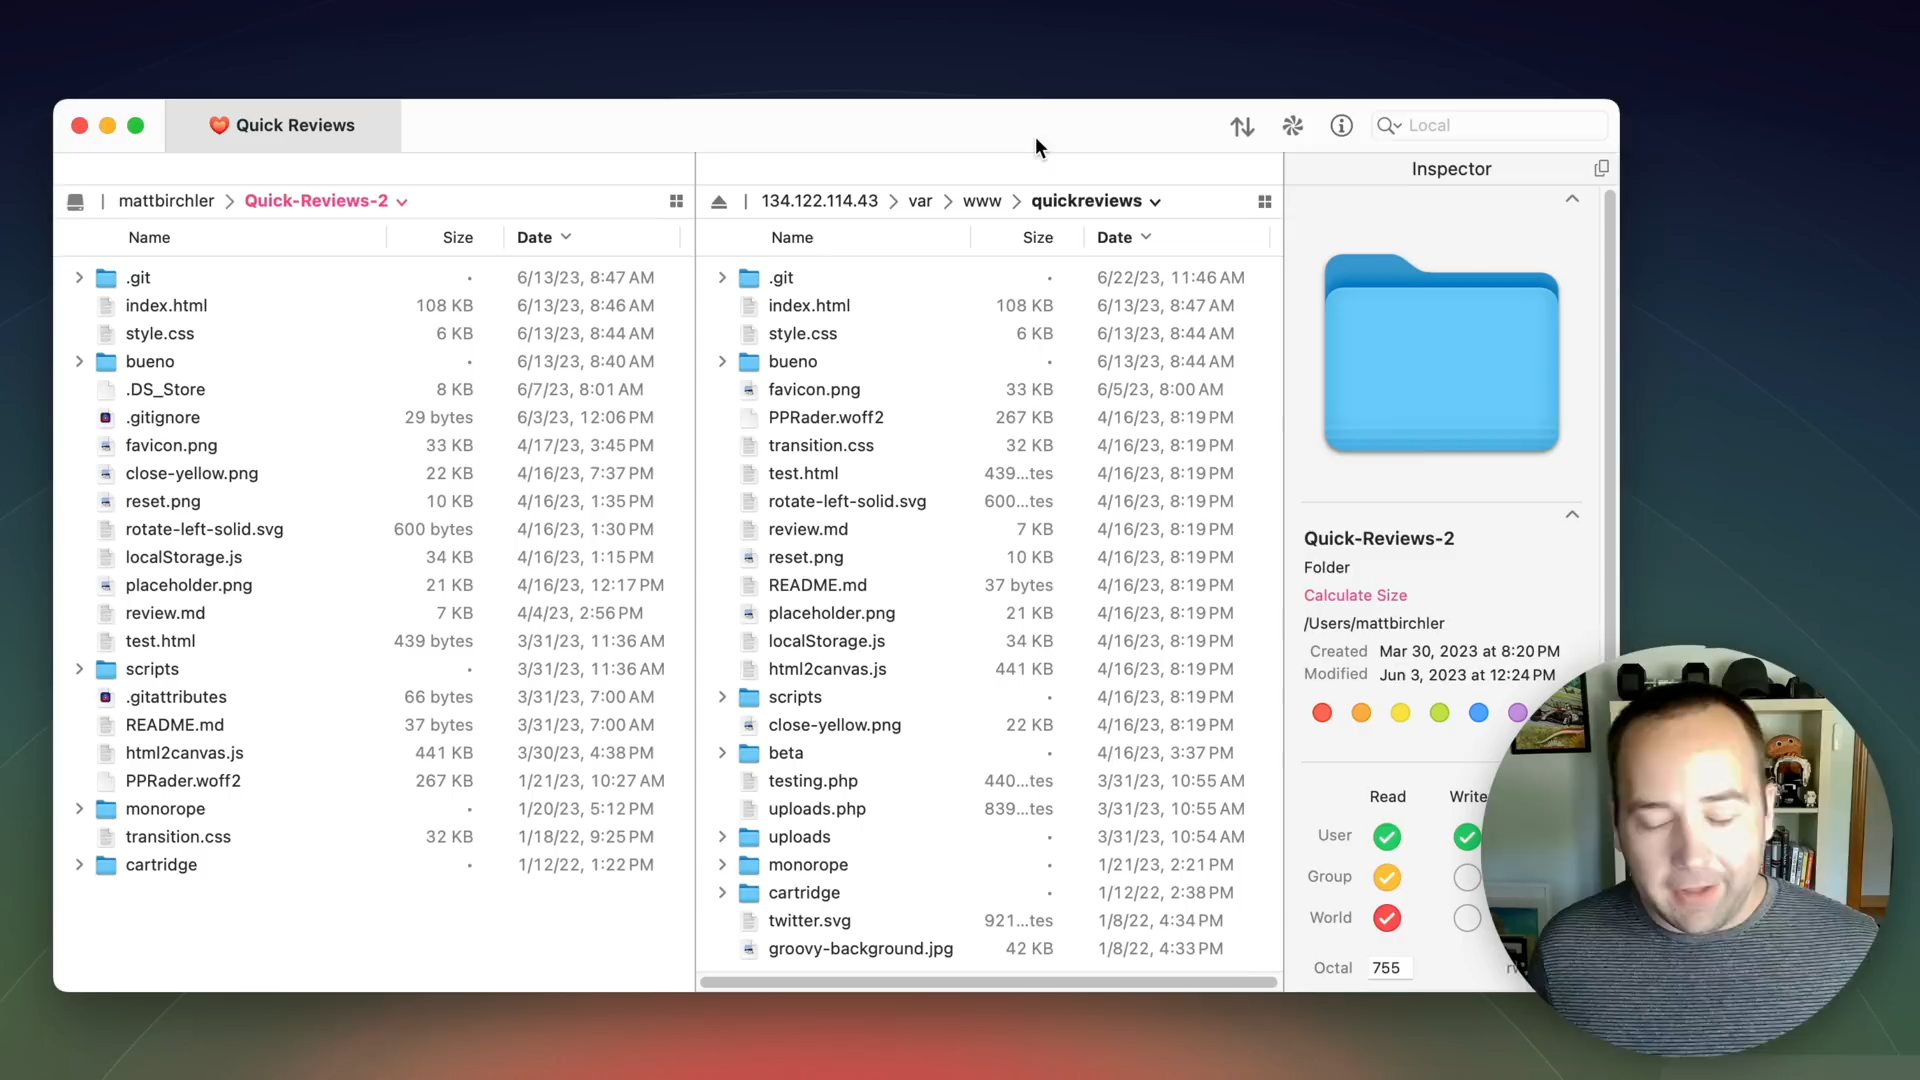 Quick Reviews
Local
Inspector
mattbirchler > Quick-Reviews-2
134.122.114.43 > var > www > quickreviews
Name Size Date
.git 6/13/23, 8:47 AM
index.html 108 KB 6/13/23, 8:46 AM
style.css 6 KB 6/13/23, 8:44 AM
bueno 6/13/23, 8:40 AM
.DS_Store 8 KB 6/7/23, 8:01 AM
.gitignore 29 bytes 6/3/23, 12:06 PM
favicon.png 33 KB 4/17/23, 3:45 PM
close-yellow.png 22 KB 4/16/23, 7:37 PM
reset.png 10 KB 4/16/23, 1:35 PM
rotate-left-solid.svg 600 bytes 4/16/23, 1:30 PM
localStorage.js 34 KB 4/16/23, 1:15 PM
placeholder.png 21 KB 4/16/23, 12:17 PM
review.md 7 KB 4/4/23, 2:56 PM
test.html 439 bytes 3/31/23, 11:36 AM
scripts 3/31/23, 11:36 AM
.gitattributes 66 bytes 3/31/23, 7:00 AM
README.md 37 bytes 3/31/23, 7:00 AM
html2canvas.js 441 KB 3/30/23, 4:38 PM
PPRader.woff2 267 KB 1/21/23, 10:27 AM
monorope 1/20/23, 5:12 PM
transition.css 32 KB 1/18/22, 9:25 PM
cartridge 1/12/22, 1:22 PM
Name Size Date
.git 6/22/23, 11:46 AM
index.html 108 KB 6/13/23, 8:47 AM
style.css 6 KB 6/13/23, 8:44 AM
bueno 6/13/23, 8:44 AM
favicon.png 33 KB 6/5/23, 8:00 AM
PPRader.woff2 267 KB 4/16/23, 8:19 PM
transition.css 32 KB 4/16/23, 8:19 PM
test.html 439...tes 4/16/23, 8:19 PM
rotate-left-solid.svg 600...tes 4/16/23, 8:19 PM
review.md 7 KB 4/16/23, 8:19 PM
reset.png 10 KB 4/16/23, 8:19 PM
README.md 37 bytes 4/16/23, 8:19 PM
placeholder.png 21 KB 4/16/23, 8:19 PM
localStorage.js 34 KB 4/16/23, 8:19 PM
html2canvas.js 441 KB 4/16/23, 8:19 PM
scripts 4/16/23, 8:19 PM
close-yellow.png 22 KB 4/16/23, 8:19 PM
beta 4/16/23, 3:37 PM
testing.php 440...tes 3/31/23, 10:55 AM
uploads.php 839...tes 3/31/23, 10:55 AM
uploads 3/31/23, 10:54 AM
monorope 1/21/23, 2:21 PM
cartridge 1/12/22, 2:38 PM
twitter.svg 921...tes 1/8/22, 4:34 PM
groovy-background.jpg 42 KB 1/8/22, 4:33 PM
Quick-Reviews-2
Folder
Calculate Size
/Users/mattbirchler
Created Mar 30, 2023 at 8:20 PM
Modified Jun 3, 2023 at 12:24 PM
Read Write
User
Group
World
Octal 755